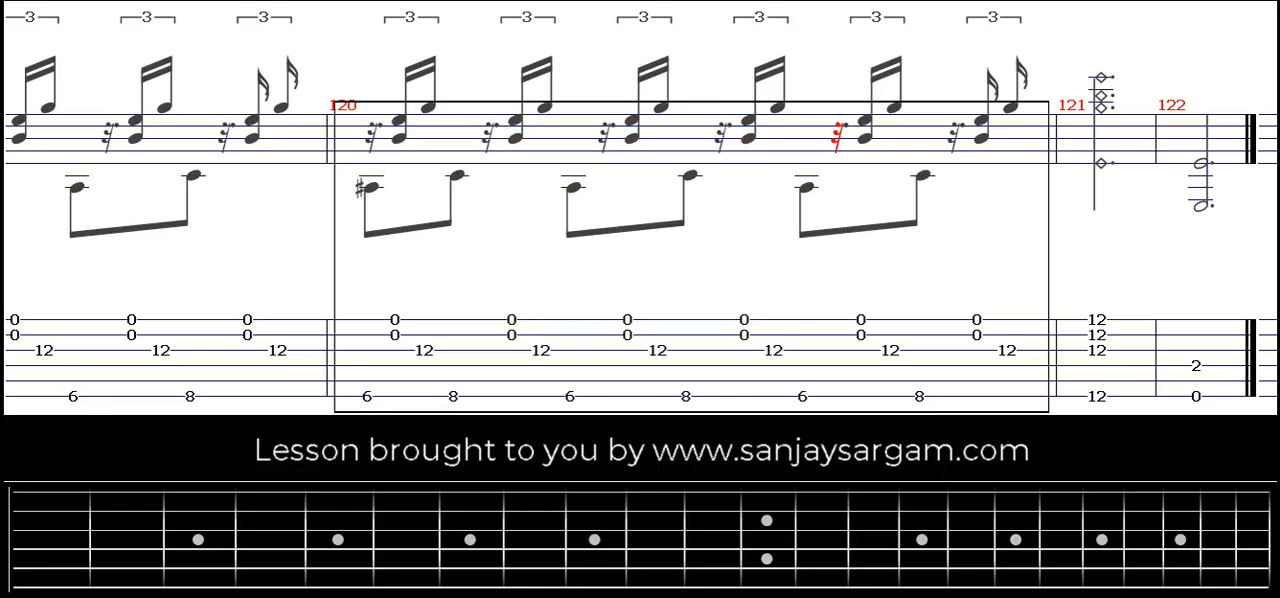 3 3 3 3 3 3 3 3 3
120 121 122
0 0 0 0 0 0 0 0 0 12
0 0 0 0 0 0 0 0 0 12
12 12 12 12 12 12 12 12 12 12
2
6 8 6 8 6 8 6 8 12 0
Lesson brought to you by www.sanjaysargam.com